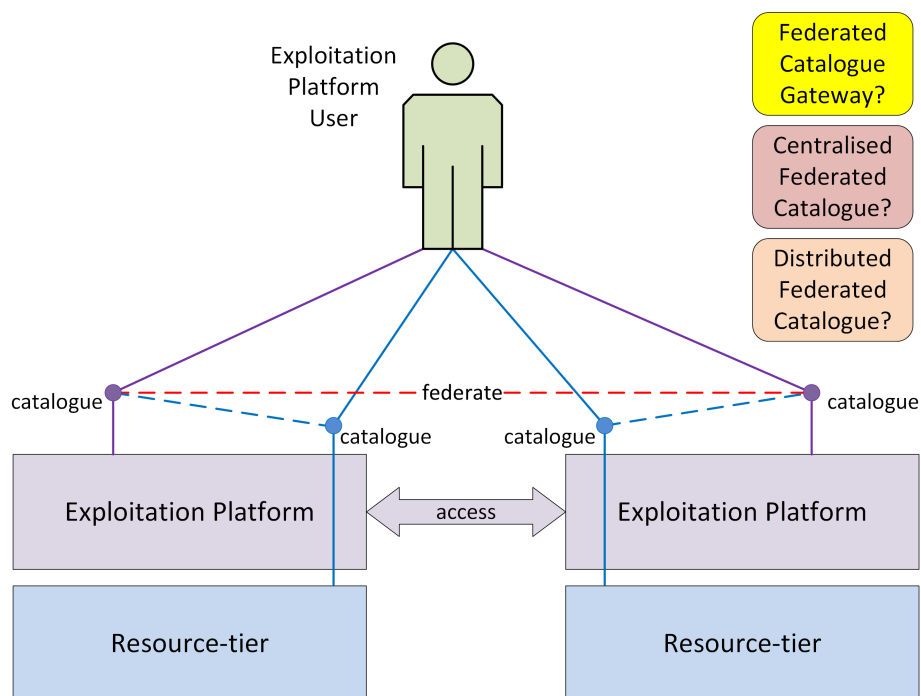 Exploitation
Platform
User
Federated
Catalogue
Gateway?
Centralised
Federated
Catalogue?
Distributed
Federated
Catalogue?
catalogue
federate
catalogue
catalogue
catalogue
Exploitation Platform
access
Exploitation Platform
Resource-tier
Resource-tier